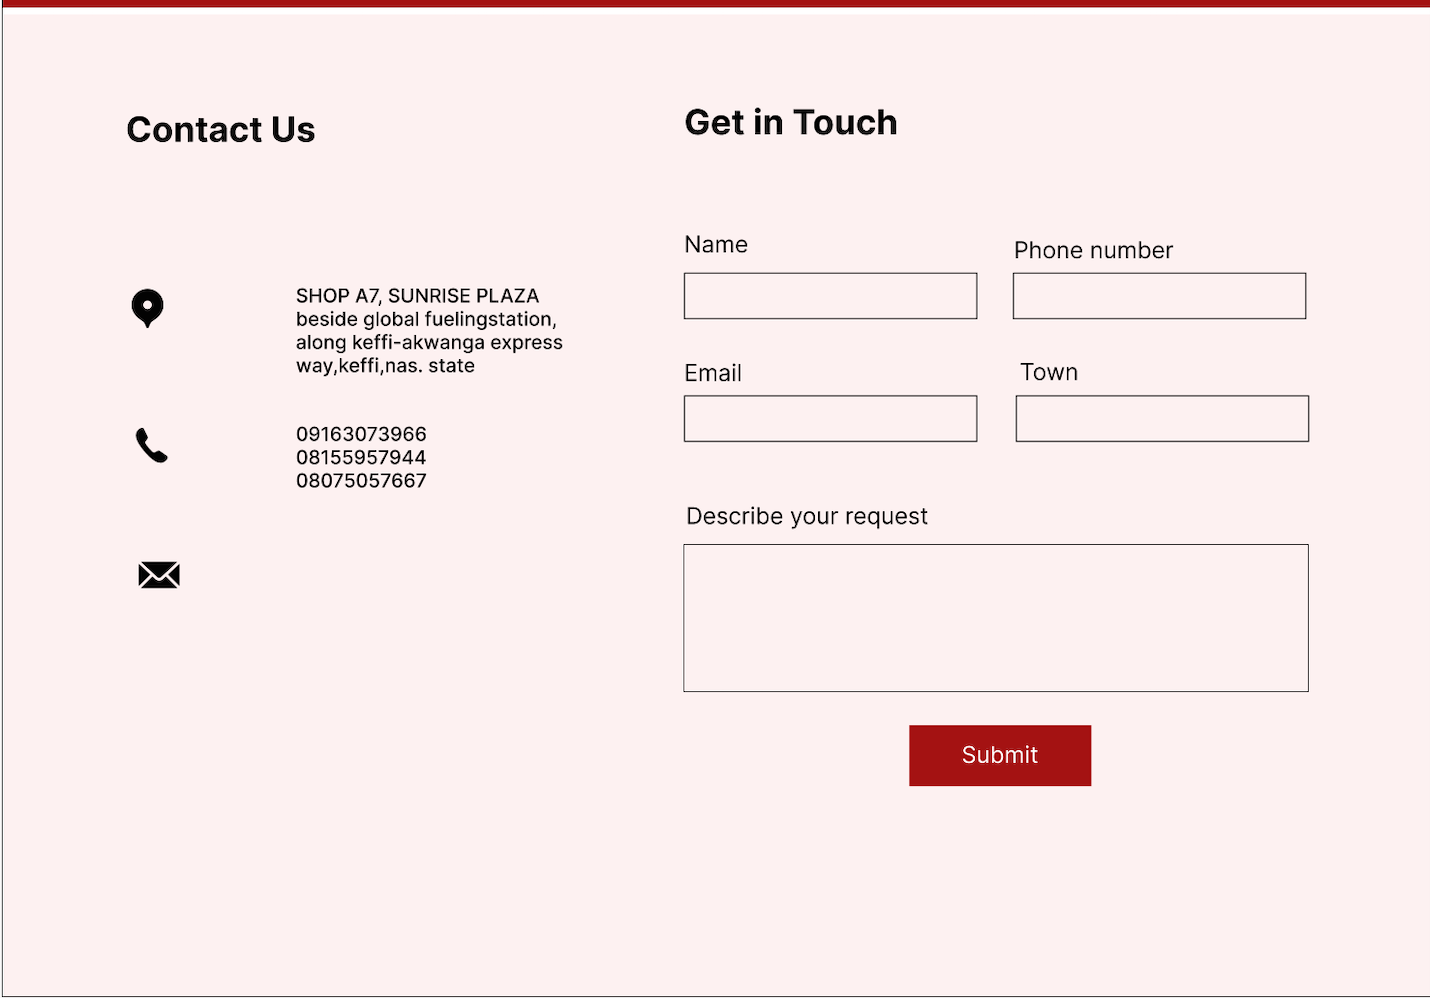 Contact Us
SHOP A7, SUNRISE PLAZA
beside global fuelingstation,
along keffi-akwanga express
way,keffi,nas. state
09163073966
08155957944
08075057667
Get in Touch
Name
Phone number
Email
Town
Describe your request
Submit